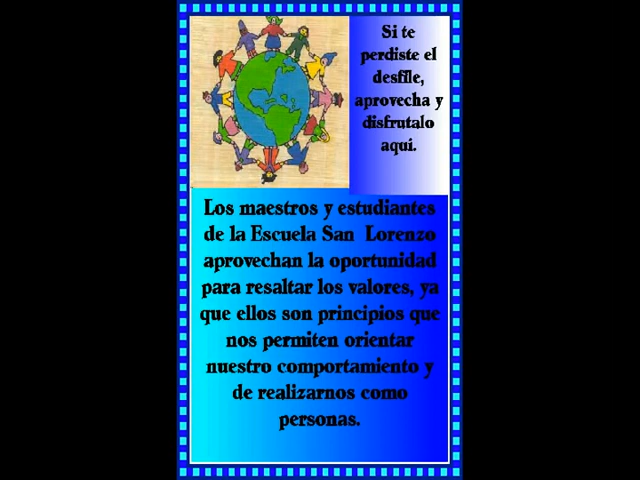 Si te
perdiste el
desfile,
aprovecha y
disfrutalo
aquí.
Los maestros y estudiantes
de la Escuela San Lorenzo
aprovechan la oportunidad
para resaltar los valores, ya
que ellos son principios que
nos permiten orientar
nuestro comportamiento y
de realizarnos como
personas.